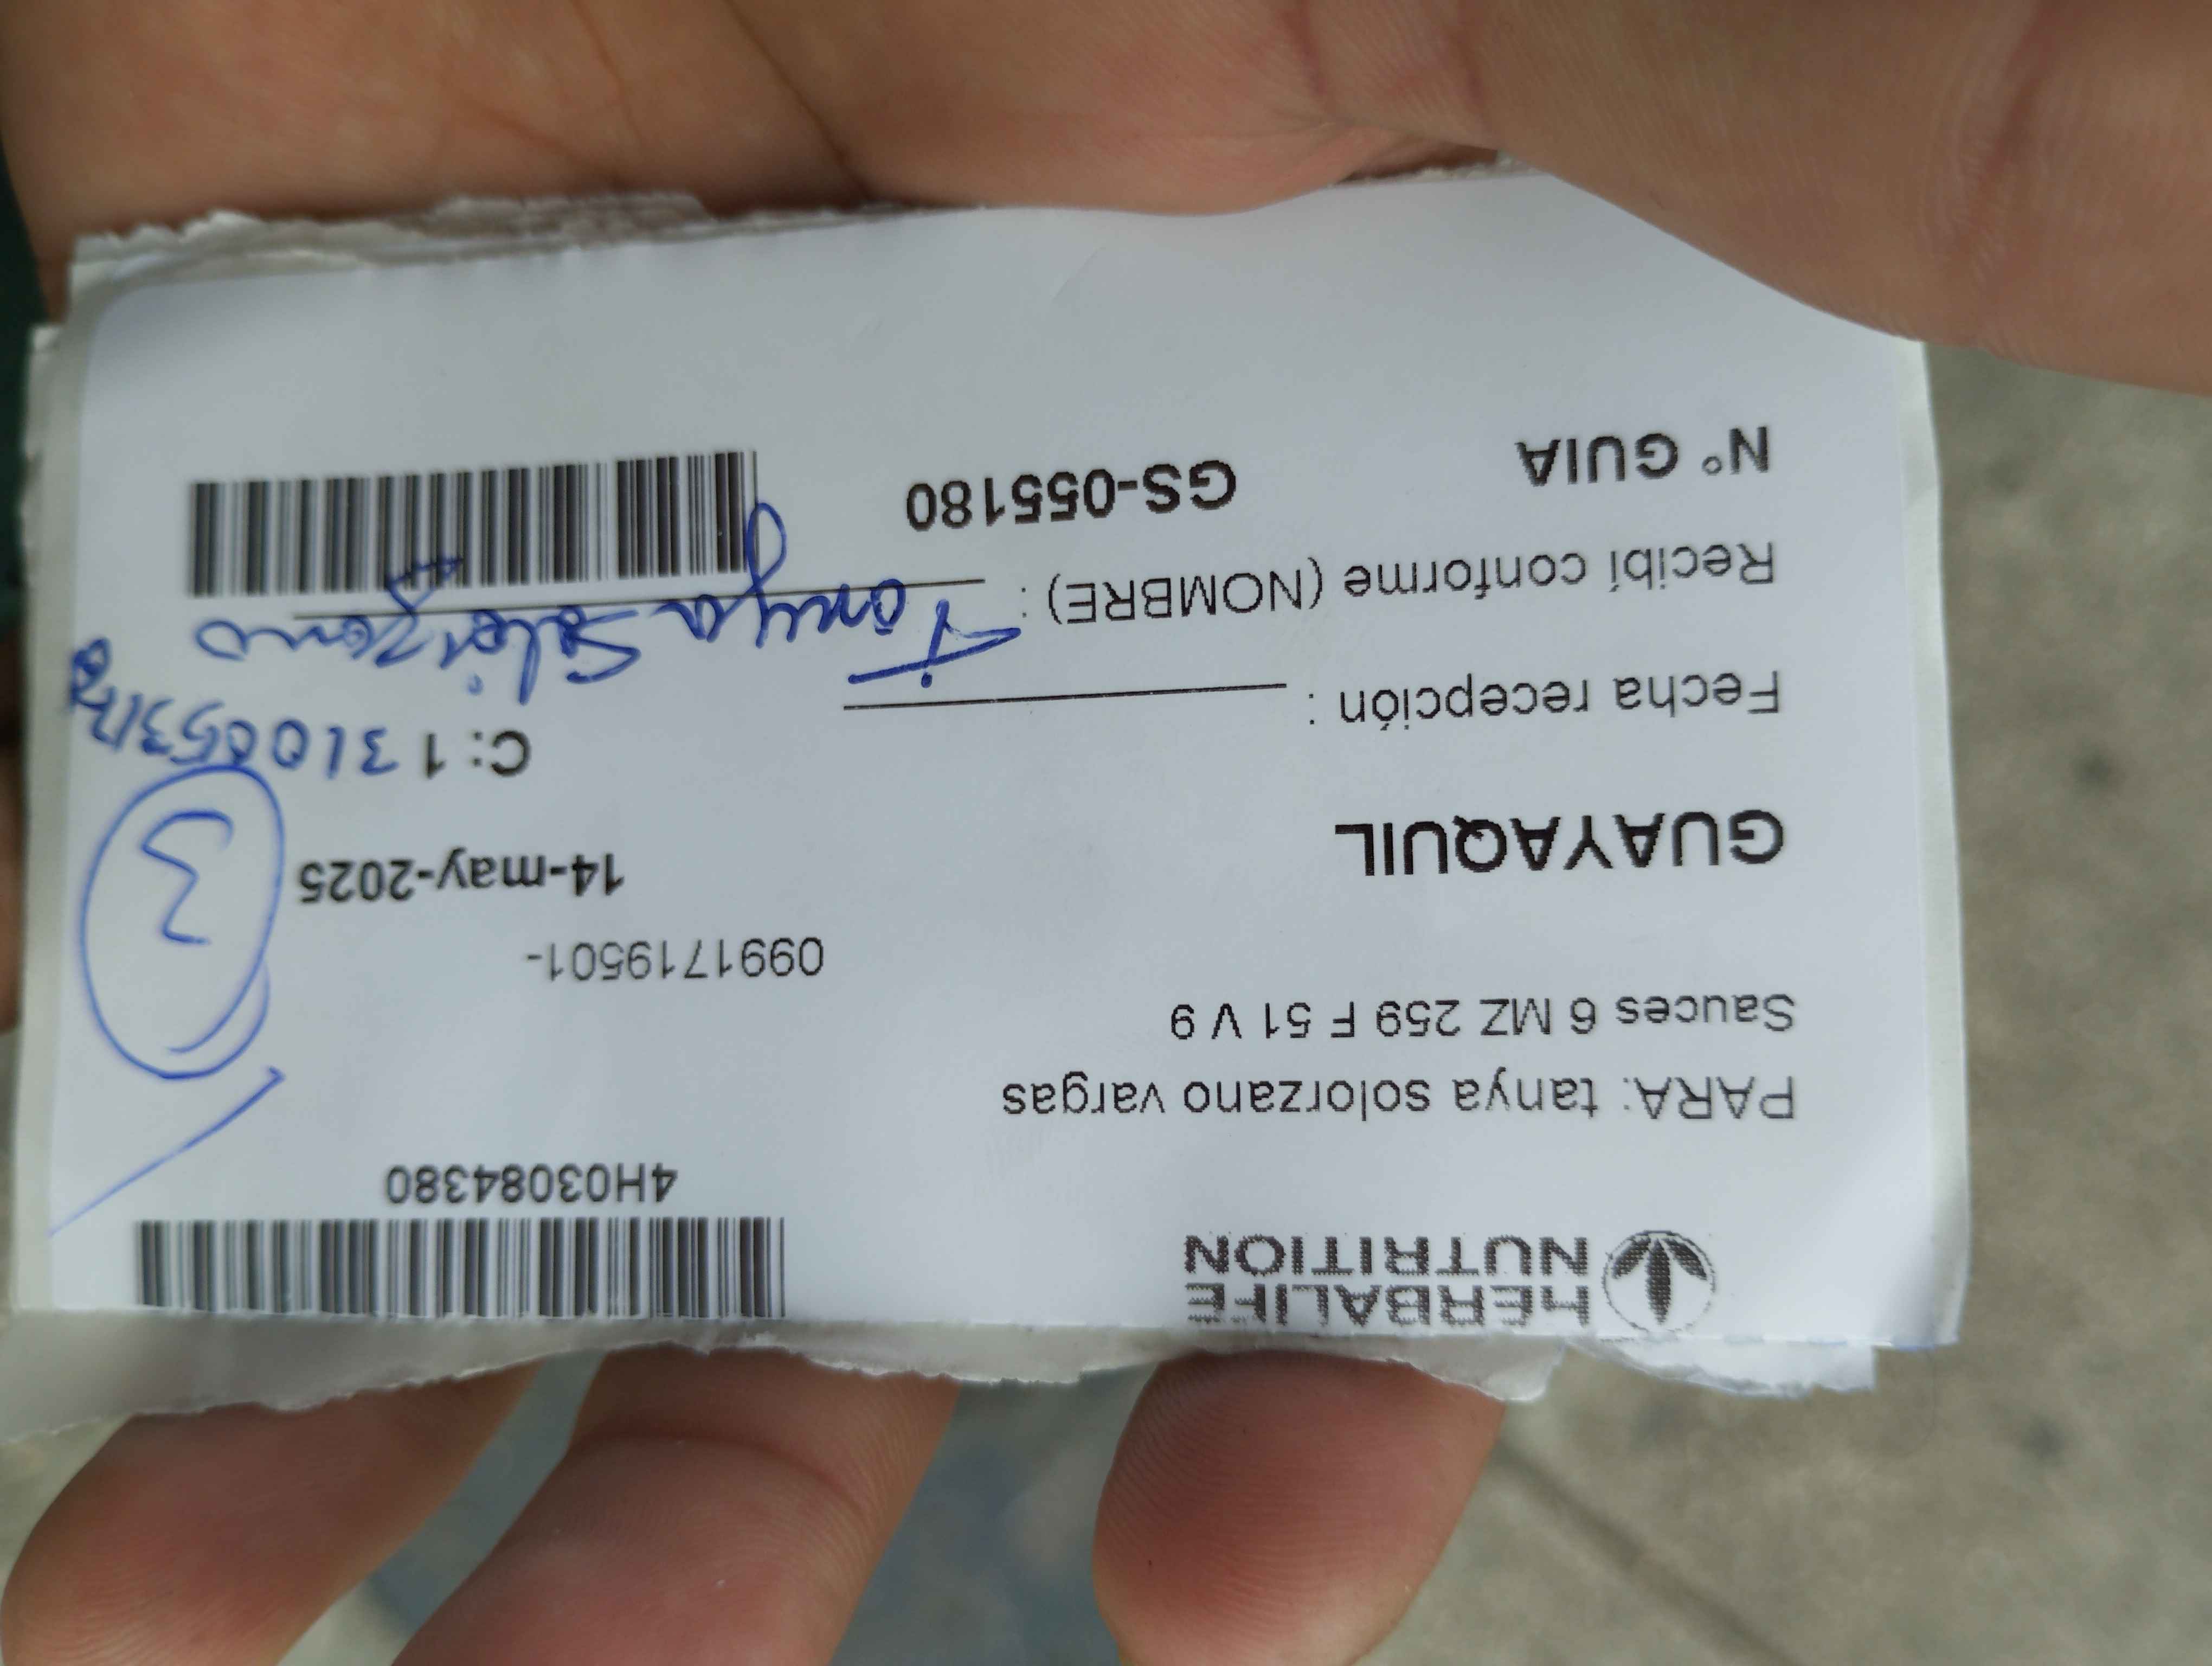 HERBALIFE
NUTRITION
4H03084380
PARA: tanya solorzano vargas
Sauces 6 MZ 259 F 51 V 9
0991719501-
GUAYAQUIL
14-may-2025
3
C: 1
Fecha recepción :
Recibí conforme (NOMBRE) :
Tanya Solorzano
N° GUIA
GS-055180